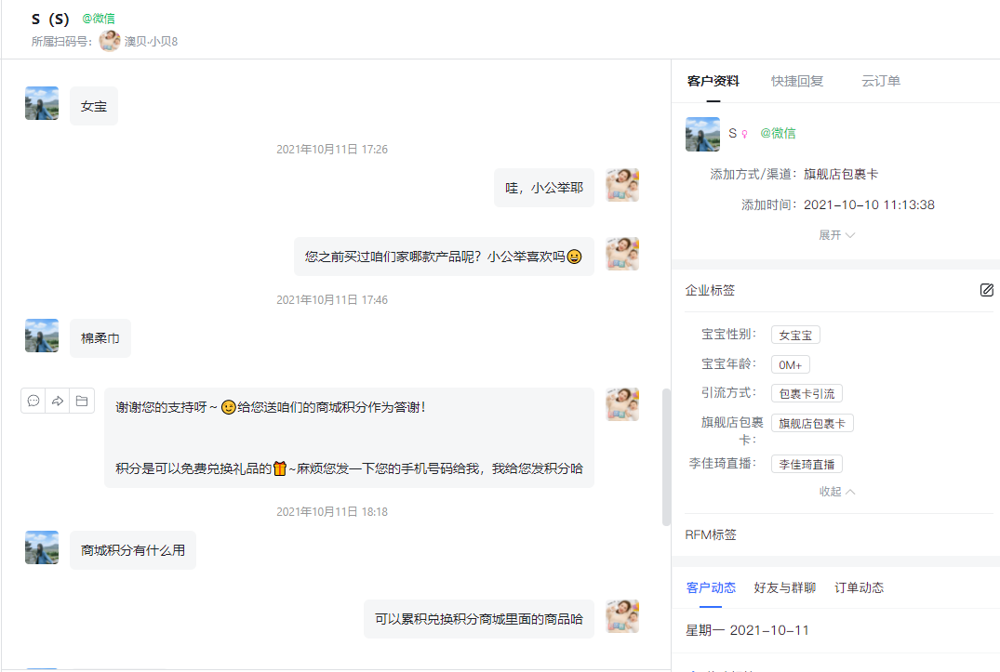 S（S） @微信
所属扫码号： 澳贝·小贝8
女宝
2021年10月11日 17:26
哇，小公举耶
您之前买过咱们家哪款产品呢？小公举喜欢吗
2021年10月11日 17:46
棉柔巾
谢谢您的支持呀～给您送咱们的商城积分作为答谢！
积分是可以免费兑换礼品的~麻烦您发一下您的手机号码给我，我给您发积分哈
2021年10月11日 18:18
商城积分有什么用
可以累积兑换积分商城里面的商品哈
客户资料 快捷回复 云订单
S @微信
添加方式/渠道： 旗舰店包裹卡
添加时间： 2021-10-10 11:13:38
展开
企业标签
宝宝性别： 女宝宝
宝宝年龄： 0M+
引流方式： 包裹卡引流
旗舰店包裹 旗舰店包裹卡
卡：
李佳琦直播： 李佳琦直播
收起
RFM标签
客户动态 好友与群聊 订单动态
星期一 2021-10-11